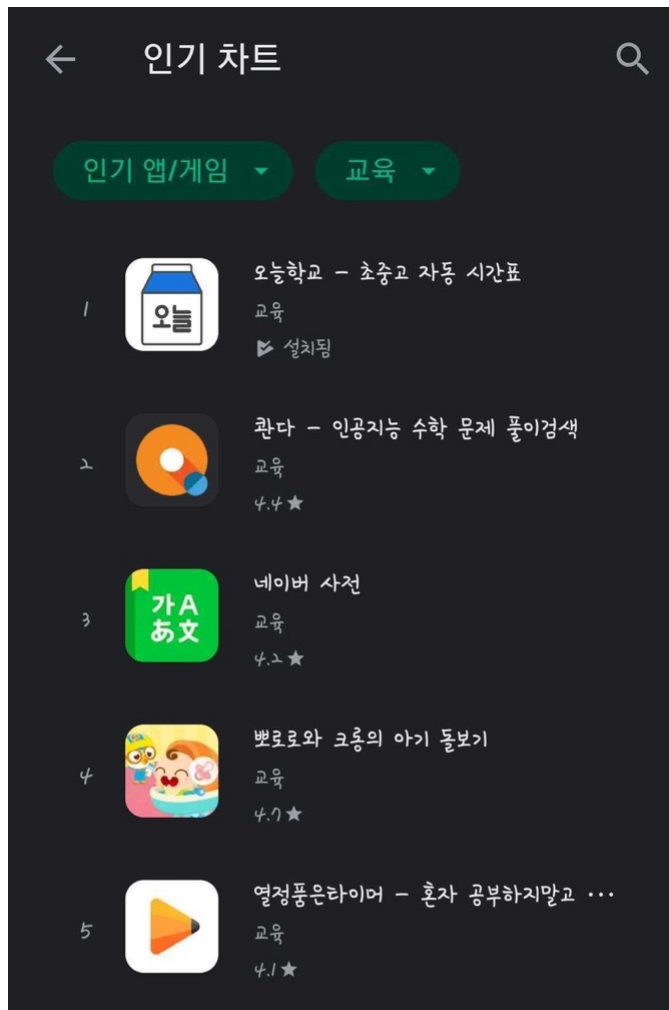 인기 차트
인기 앱/게임 교육
1
오늘
오늘학교 - 초중고 자동 시간표
교육
설치됨
2
콴다 - 인공지능 수학 문제 풀이검색
교육
4.4★
3
가A
あ文
네이버 사전
교육
4.2★
4
뽀로로와 크롱의 아기 돌보기
교육
4.7★
5
열정품은타이머 - 혼자 공부하지말고 ...
교육
4.1★